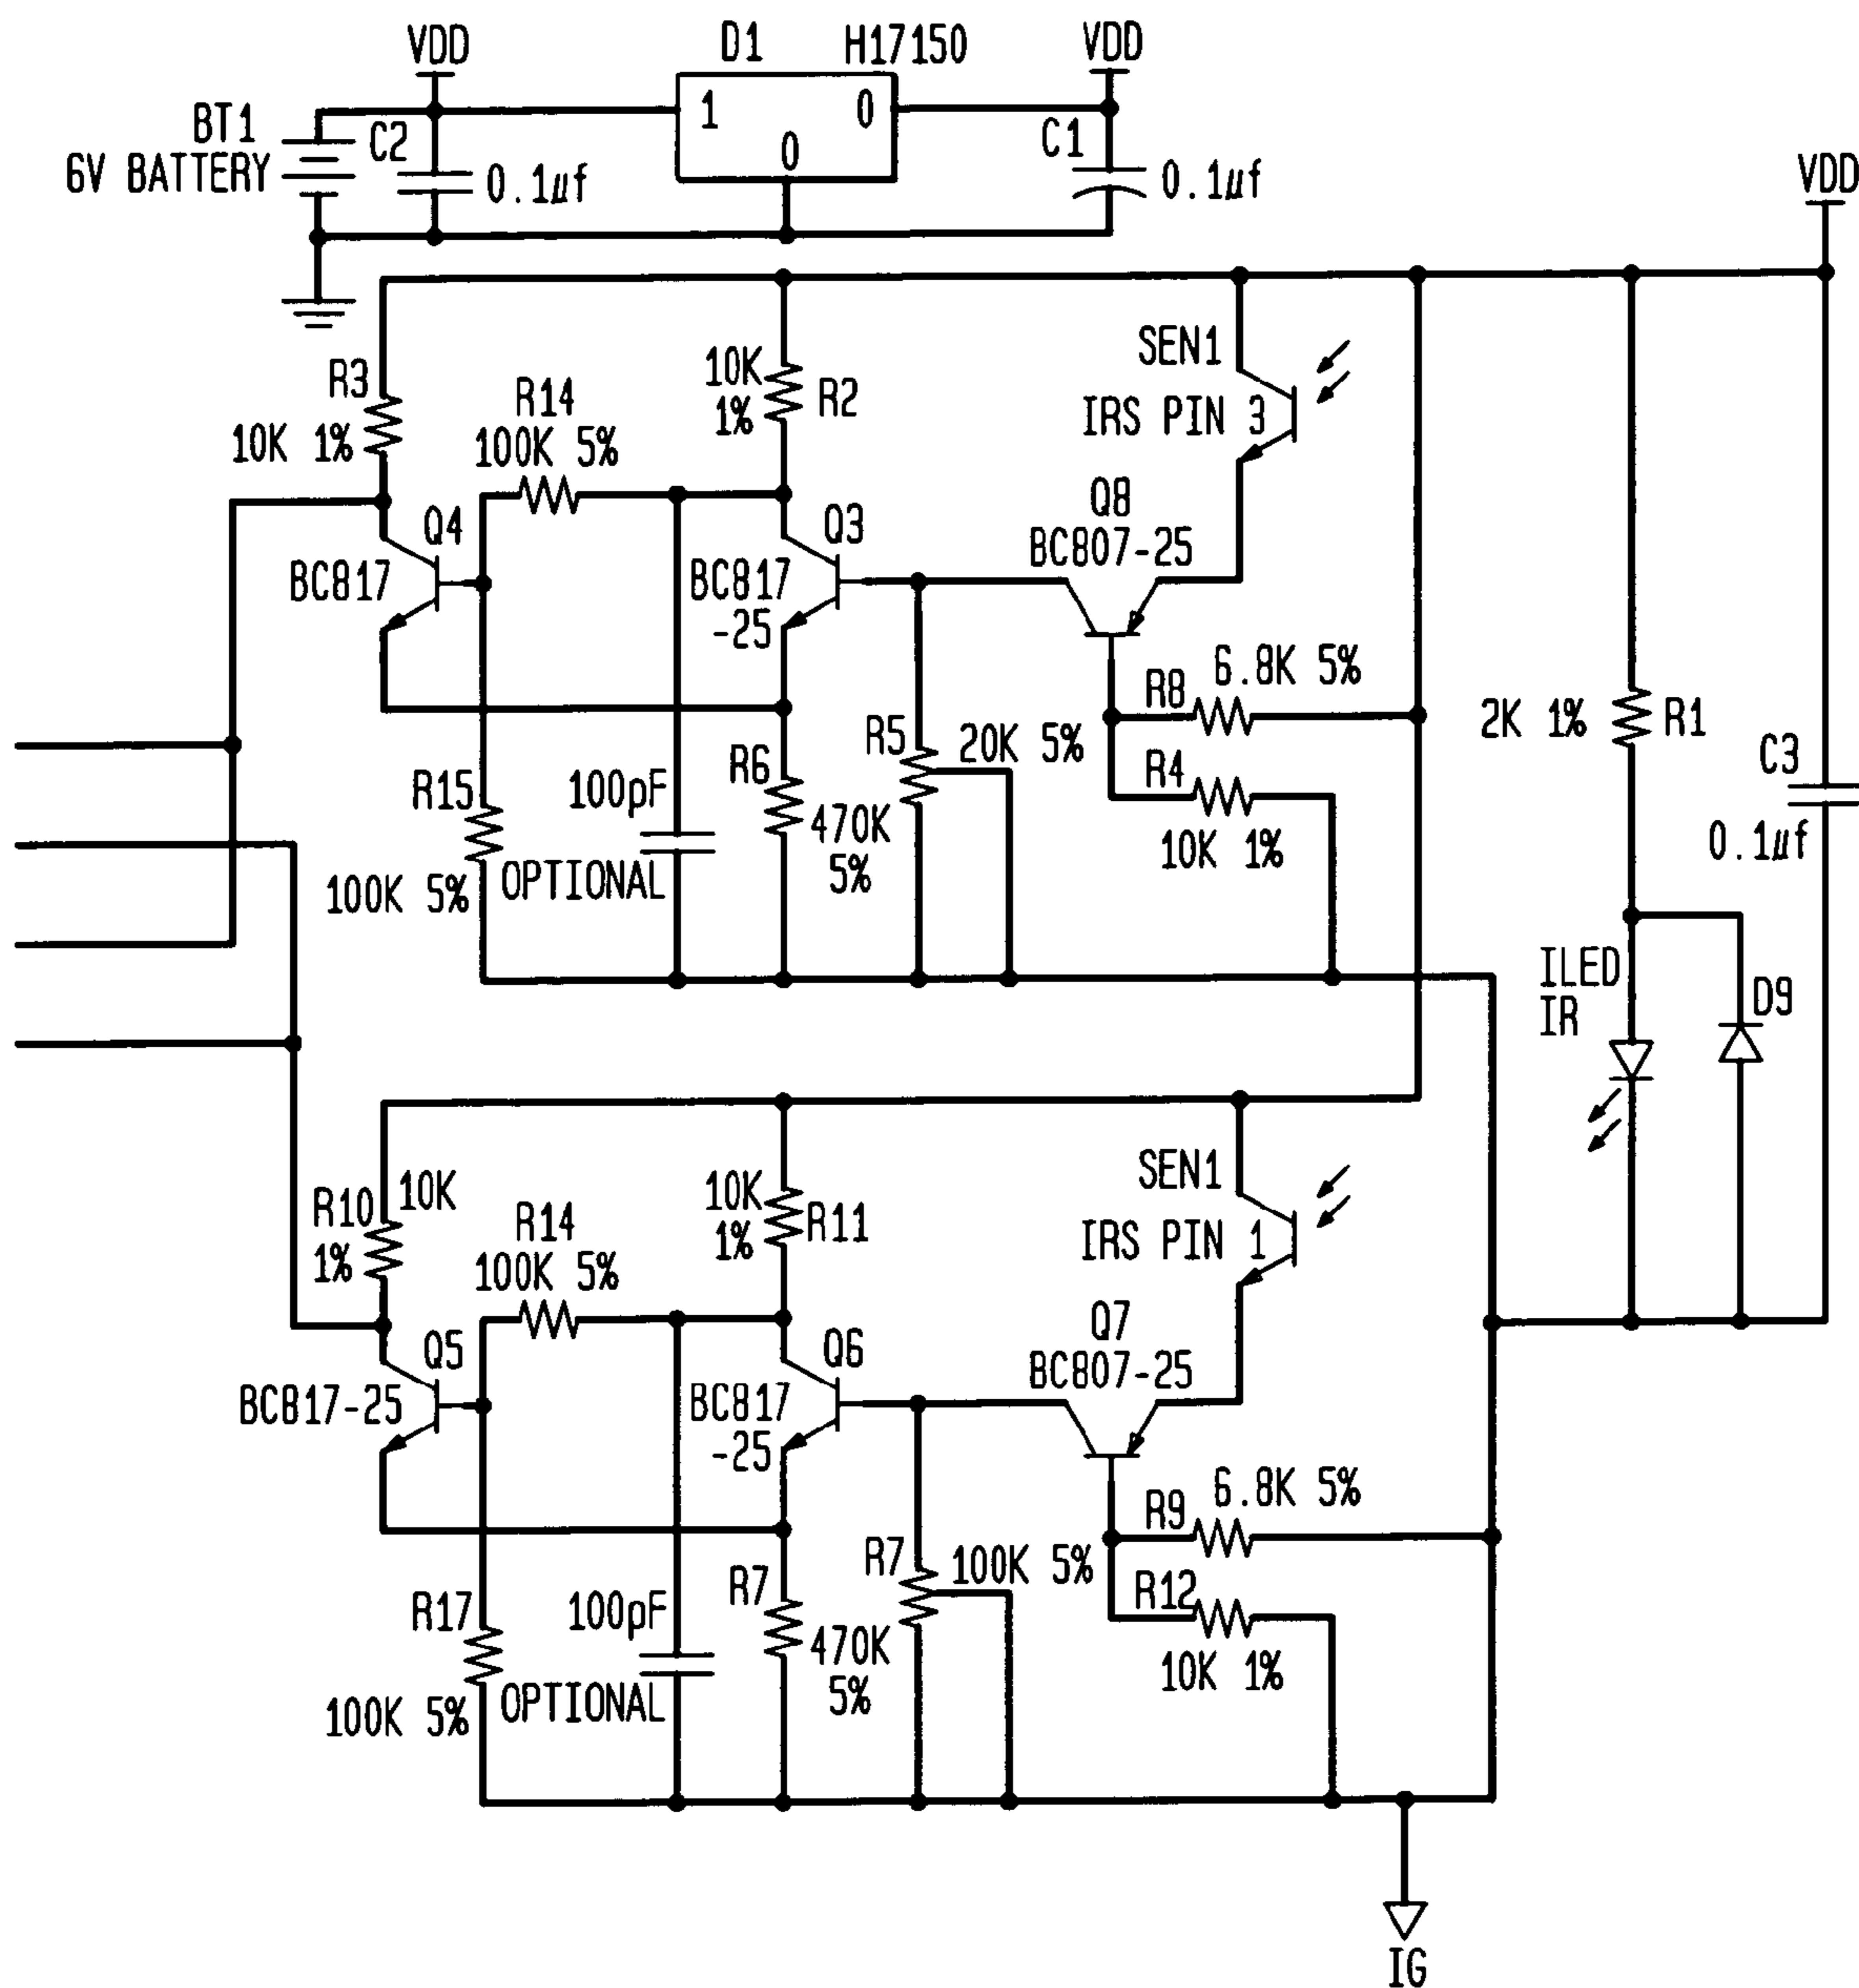 VDD
D1
H17150
VDD
BT1
6V BATTERY
C2
0.1µf
1
0
0
C1
0.1µf
VDD
R3
10K 1%
R14
100K 5%
10K
1%
R2
SEN1
IRS PIN 3
Q4
BC817
Q3
BC817
-25
Q8
BC807-25
R8
6.8K 5%
R4
10K 1%
R5
20K 5%
R6
470K
5%
R15
100K 5%
100pF
OPTIONAL
2K 1%
R1
C3
0.1µf
ILED
IR
D9
R10
10K
1%
R14
100K 5%
10K
1%
R11
SEN1
IRS PIN 1
Q5
BC817-25
Q6
BC817
-25
Q7
BC807-25
R9
6.8K 5%
R12
10K 1%
R7
100K 5%
R7
470K
5%
R17
100K 5%
100pF
OPTIONAL
IG